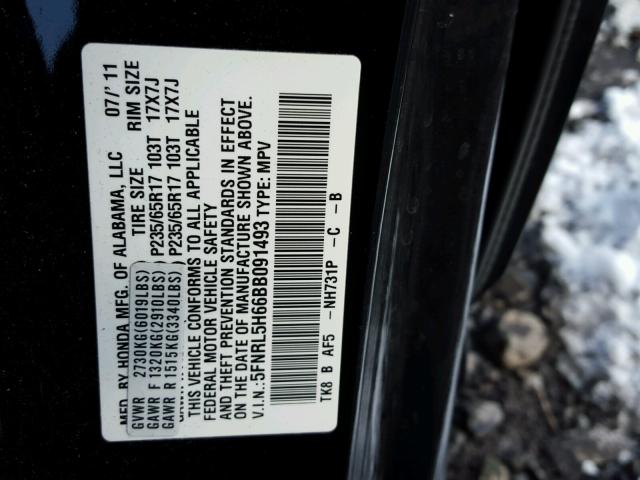 MFD. BY HONDA MFG. OF ALABAMA, LLC 07/'11
TIRE SIZE RIM SIZE
GVWR 2730KG(6019LBS)
GAWR F 1320KG(2910LBS) P235/65R17 103T 17X7J
GAWR R 1515KG(3340LBS) P235/65R17 103T 17X7J
THIS VEHICLE CONFORMS TO ALL APPLICABLE
FEDERAL MOTOR VEHICLE SAFETY
AND THEFT PREVENTION STANDARDS IN EFFECT
ON THE DATE OF MANUFACTURE SHOWN ABOVE.
V.I.N.:5FNRL5H66BB091493 TYPE: MPV
TK8 B AF5 -NH731P -C -B